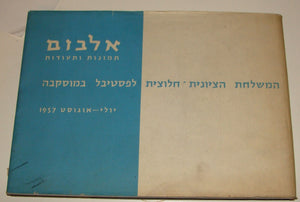 אלבום
תמונות ותעודות
המשלחת הציונית-חלוצית לפסטיבל במוסקבה
יולי-אוגוסט 1957